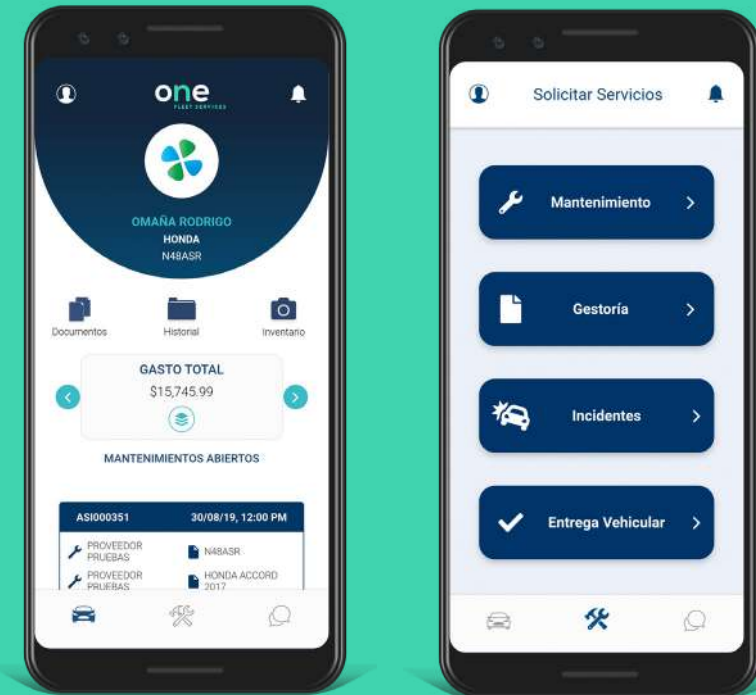 one
FLEET SERVICES
OMAÑA RODRIGO
HONDA
N48ASR
Documentos
Historial
Inventario
GASTO TOTAL
$15,745.99
MANTENIMIENTOS ABIERTOS
ASI000351
30/08/19, 12:00 PM
PROVEEDOR
PRUEBAS
N48ASR
PROVEEDOR
PRUEBAS
HONDA ACCORD
2017
Solicitar Servicios
Mantenimiento
Gestoría
Incidentes
Entrega Vehicular